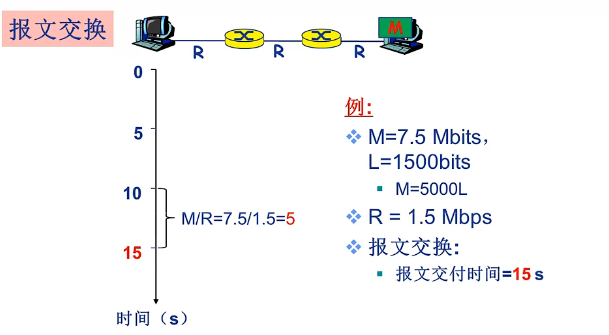 报文交换
M
R
R
R
0
5
10
15
M/R=7.5/1.5=5
时间（s）
例:
M=7.5 Mbits，
L=1500bits
M=5000L
R = 1.5 Mbps
报文交换:
报文交付时间=15 s